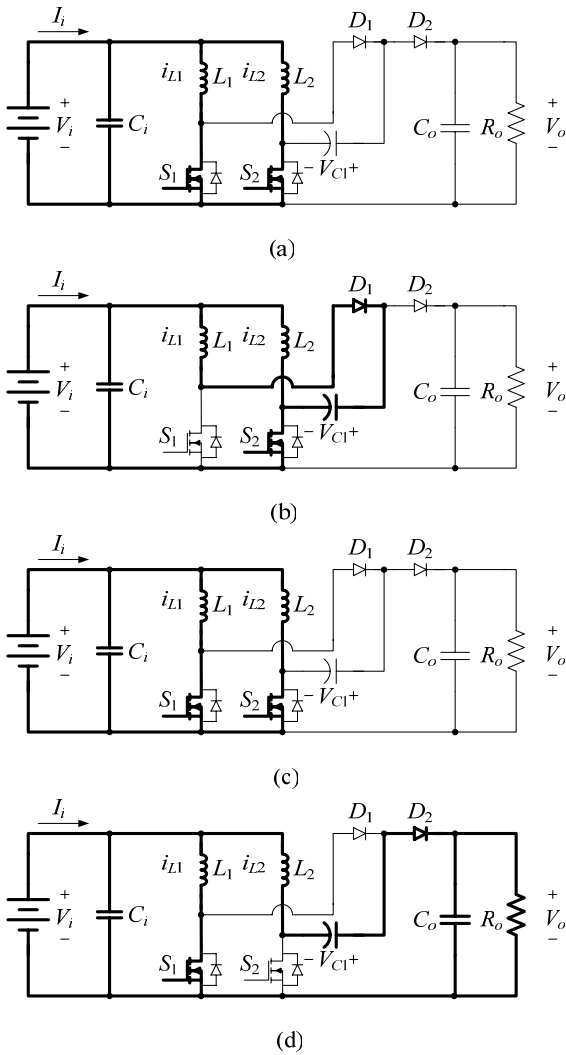 I_i D_1 D_2
i_L1 L_1 i_L2 L_2
+ V_i − C_i C_o R_o + V_o −
S_1 S_2 − V_C1 +
(a)
I_i D_1 D_2
i_L1 L_1 i_L2 L_2
+ V_i − C_i C_o R_o + V_o −
S_1 S_2 − V_C1 +
(b)
I_i D_1 D_2
i_L1 L_1 i_L2 L_2
+ V_i − C_i C_o R_o + V_o −
S_1 S_2 − V_C1 +
(c)
I_i D_1 D_2
i_L1 L_1 i_L2 L_2
+ V_i − C_i C_o R_o + V_o −
S_1 S_2 − V_C1 +
(d)